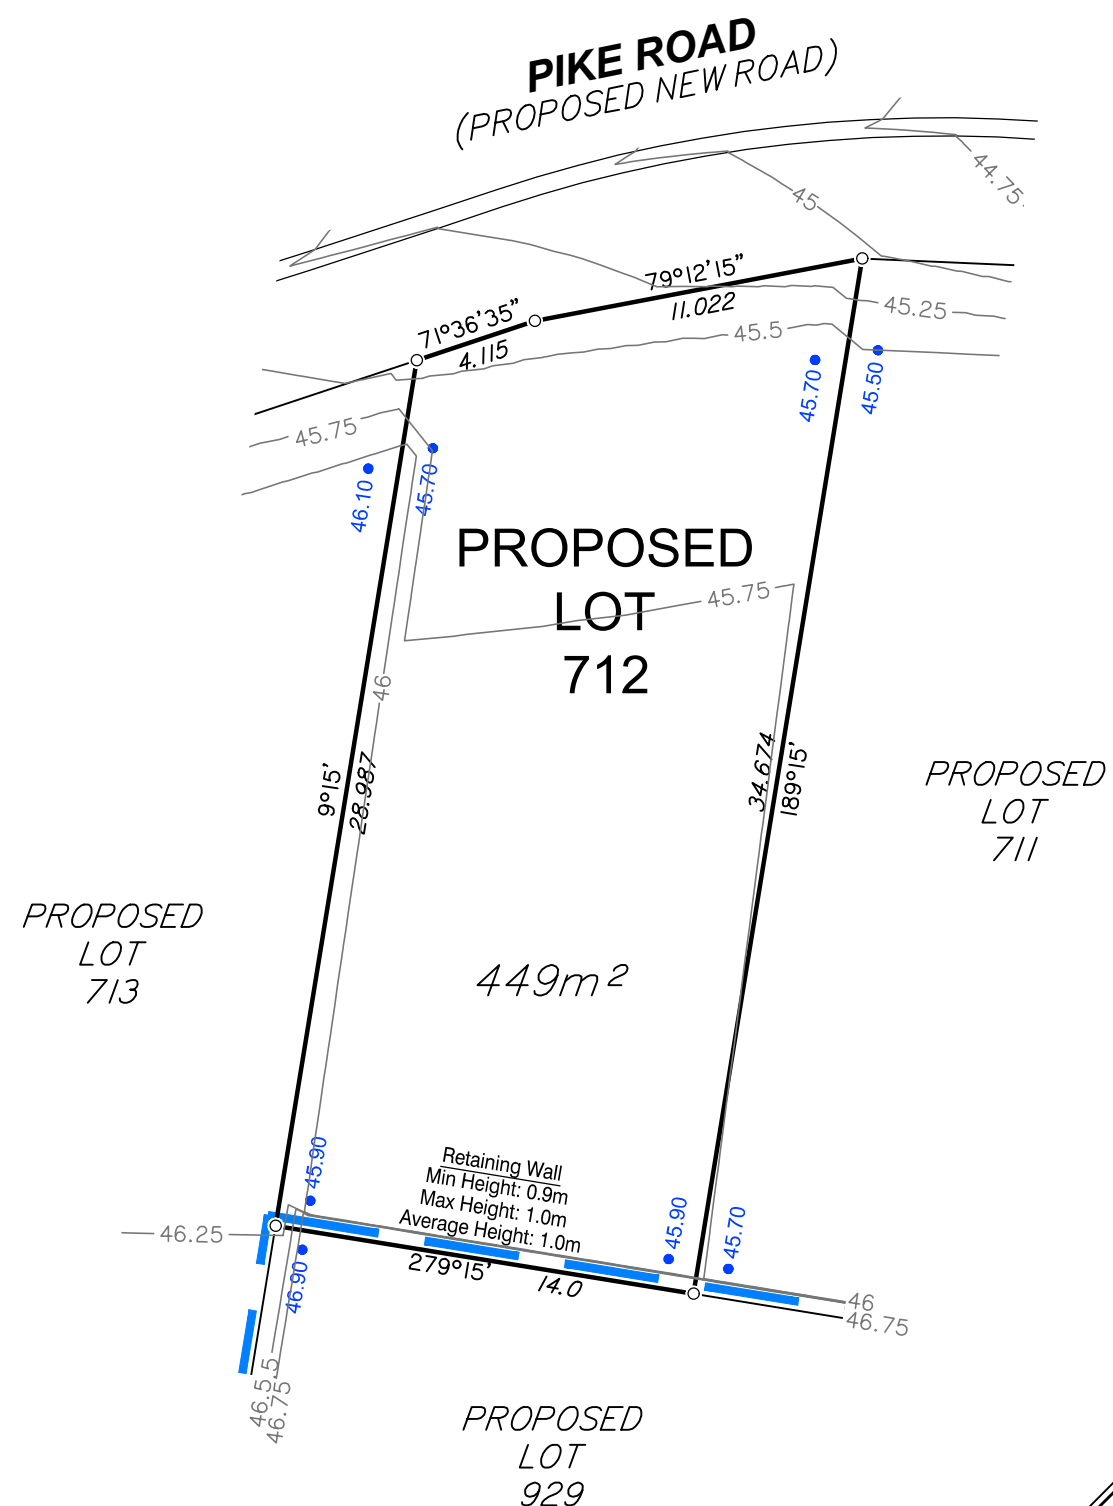 PIKE ROAD
(PROPOSED NEW ROAD)
44.75
45
79°12'15"
11.022
71°36'35"
4.115
45.25
45.5
45.70
45.50
45.75
46.10
45.70
PROPOSED
LOT
712
45.75
46
9°15'
28.987
34.674
189°15'
PROPOSED
LOT
711
PROPOSED
LOT
713
449m²
Retaining Wall
Min Height: 0.9m
Max Height: 1.0m
Average Height: 1.0m
45.90
45.90
45.70
46.25
46.90
279°15'
14.0
46
46.75
46.75
PROPOSED
LOT
929